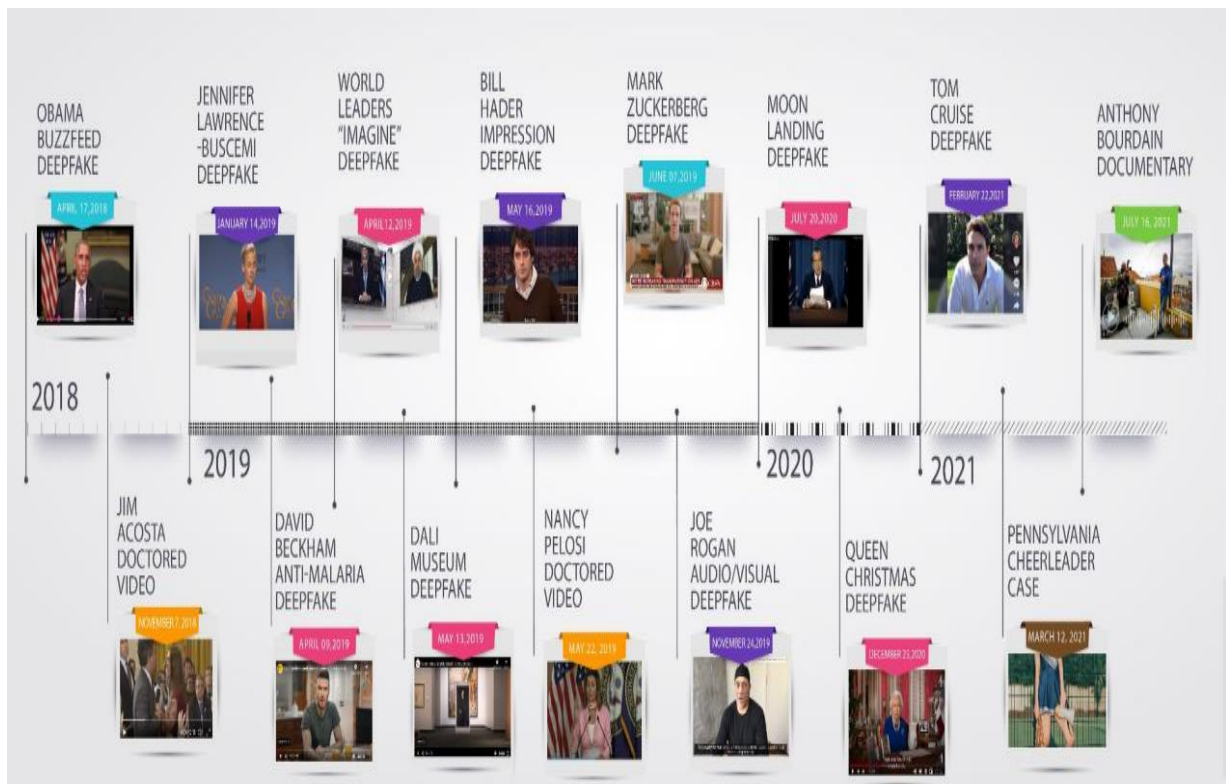 OBAMA
BUZZFEED
DEEPFAKE
APRIL 17,2018
JENNIFER
LAWRENCE
-BUSCEMI
DEEPFAKE
JANUARY 14,2019
WORLD
LEADERS
“IMAGINE”
DEEPFAKE
APRIL12,2019
BILL
HADER
IMPRESSION
DEEPFAKE
MAY 16,2019
MARK
ZUCKERBERG
DEEPFAKE
JUNE 07,2019
MOON
LANDING
DEEPFAKE
JULY 20,2020
TOM
CRUISE
DEEPFAKE
FEBRUARY 22,2021
ANTHONY
BOURDAIN
DOCUMENTARY
JULY 16, 2021
2018
2019
2020
2021
JIM
ACOSTA
DOCTORED
VIDEO
NOVEMBER 7,2018
DAVID
BECKHAM
ANTI-MALARIA
DEEPFAKE
APRIL 09,2019
DALI
MUSEUM
DEEPFAKE
MAY 13,2019
NANCY
PELOSI
DOCTORED
VIDEO
MAY 22, 2019
JOE
ROGAN
AUDIO/VISUAL
DEEPFAKE
NOVEMBER 24,2019
QUEEN
CHRISTMAS
DEEPFAKE
DECEMBER 25,2020
PENNSYLVANIA
CHEERLEADER
CASE
MARCH 12, 2021